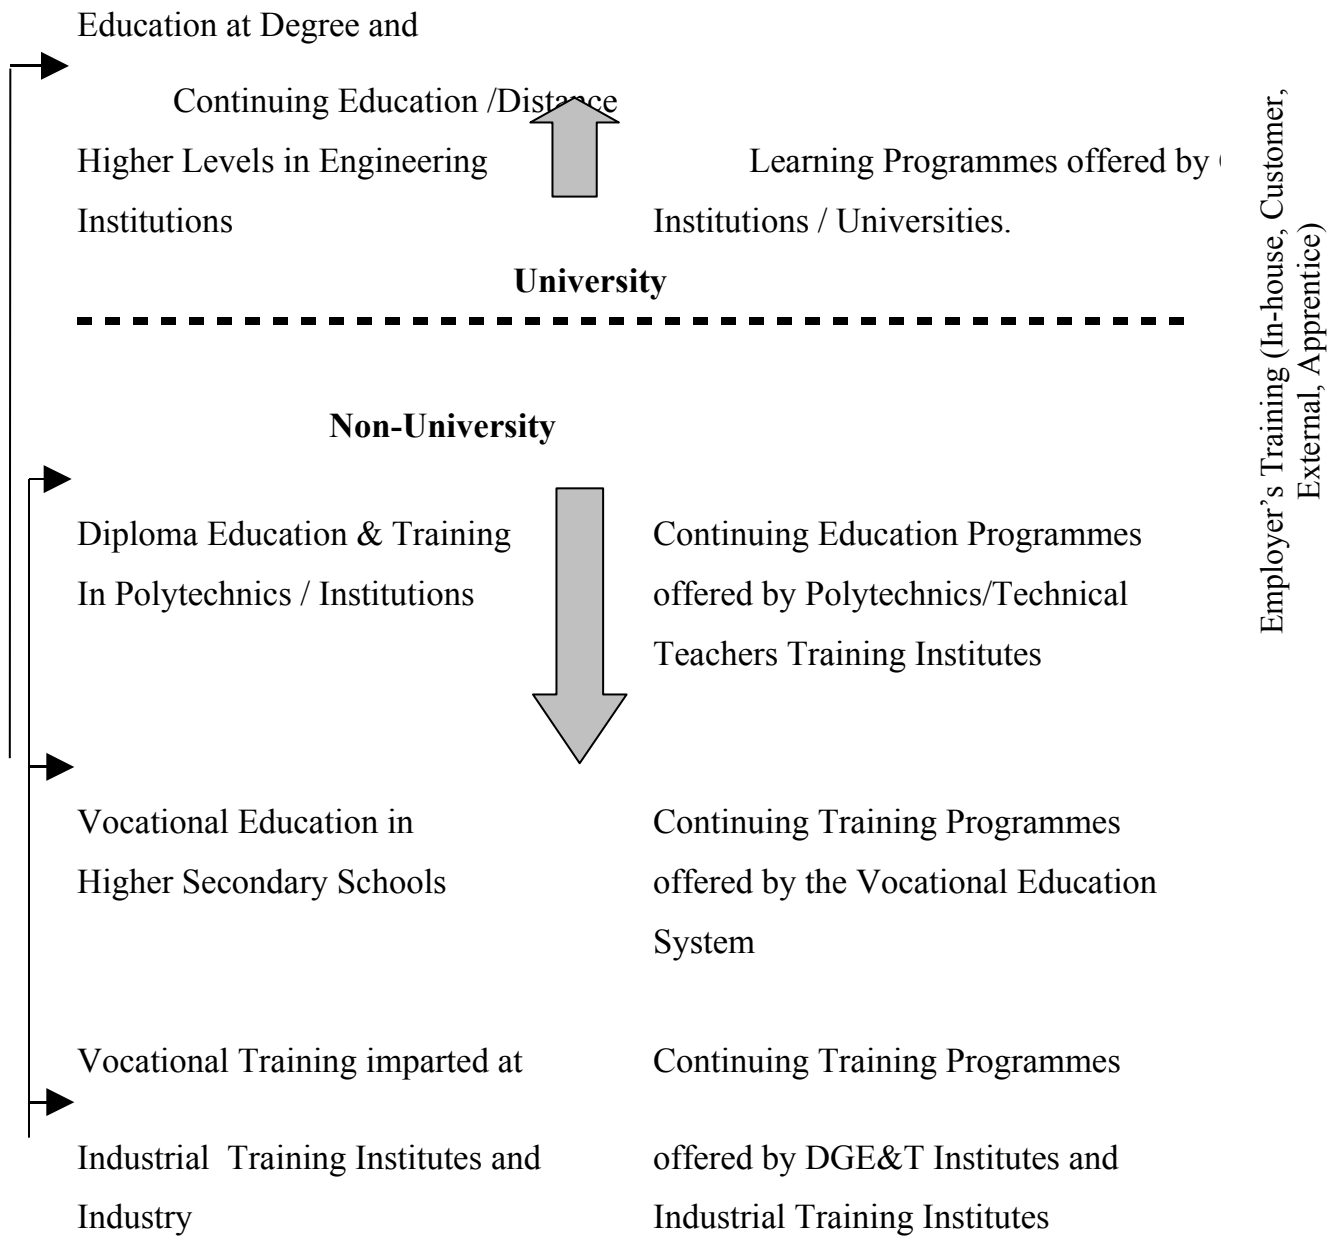 Education at Degree and
Continuing Education /Distance
Higher Levels in Engineering
Learning Programmes offered by
Institutions
Institutions / Universities.
University
Non-University
Diploma Education & Training
In Polytechnics / Institutions
Continuing Education Programmes
offered by Polytechnics/Technical
Teachers Training Institutes
Vocational Education in
Higher Secondary Schools
Continuing Training Programmes
offered by the Vocational Education
System
Vocational Training imparted at
Industrial Training Institutes and
Industry
Continuing Training Programmes
offered by DGE&T Institutes and
Industrial Training Institutes
Employer’s Training (In-house, Customer,
External, Apprentice)